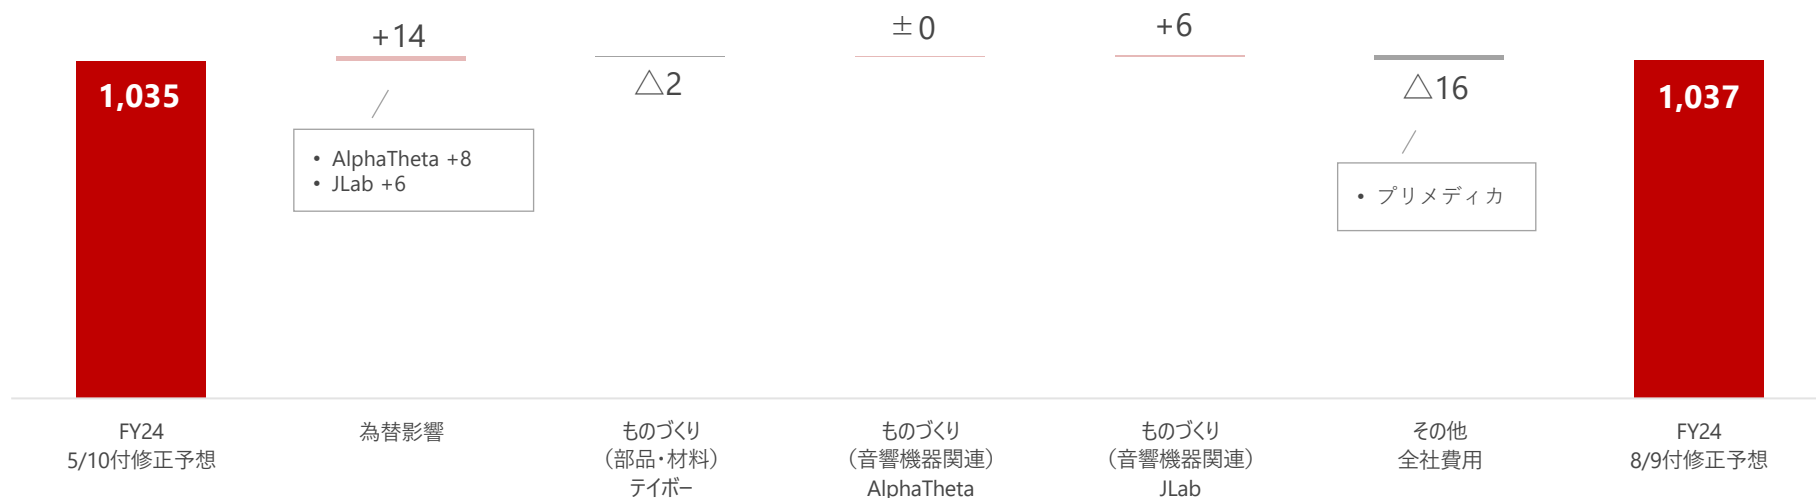 1,035
+14
• AlphaTheta +8
• JLab +6
△2
±0
+6
△16
• プリメディカ
1,037
FY24
5/10付修正予想
為替影響
ものづくり
（部品・材料）
テイボー
ものづくり
（音響機器関連）
AlphaTheta
ものづくり
（音響機器関連）
JLab
その他
全社費用
FY24
8/9付修正予想